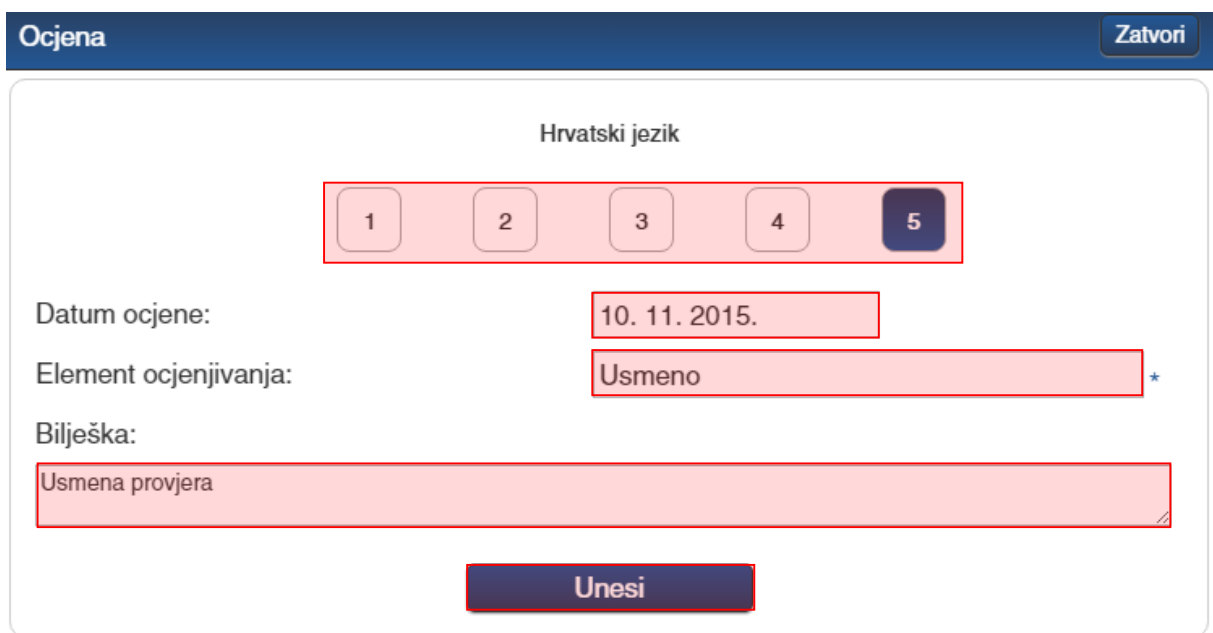 Ocjena Zatvori
Hrvatski jezik
1 2 3 4 5
Datum ocjene: 10. 11. 2015.
Element ocjenjivanja: Usmeno *
Bilješka:
Usmena provjera
Unesi